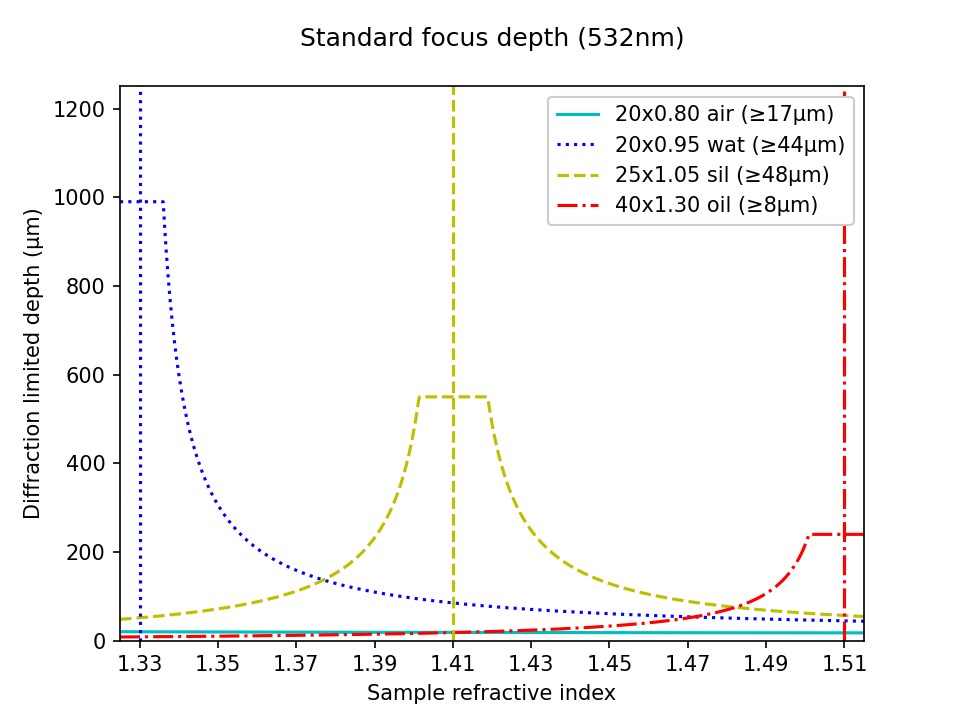 Standard focus depth (532nm)
20x0.80 air (≥17μm)
20x0.95 wat (≥44μm)
25x1.05 sil (≥48μm)
40x1.30 oil (≥8μm)
Diffraction limited depth (μm)
1200
1000
800
600
400
200
0
1.33 1.35 1.37 1.39 1.41 1.43 1.45 1.47 1.49 1.51
Sample refractive index